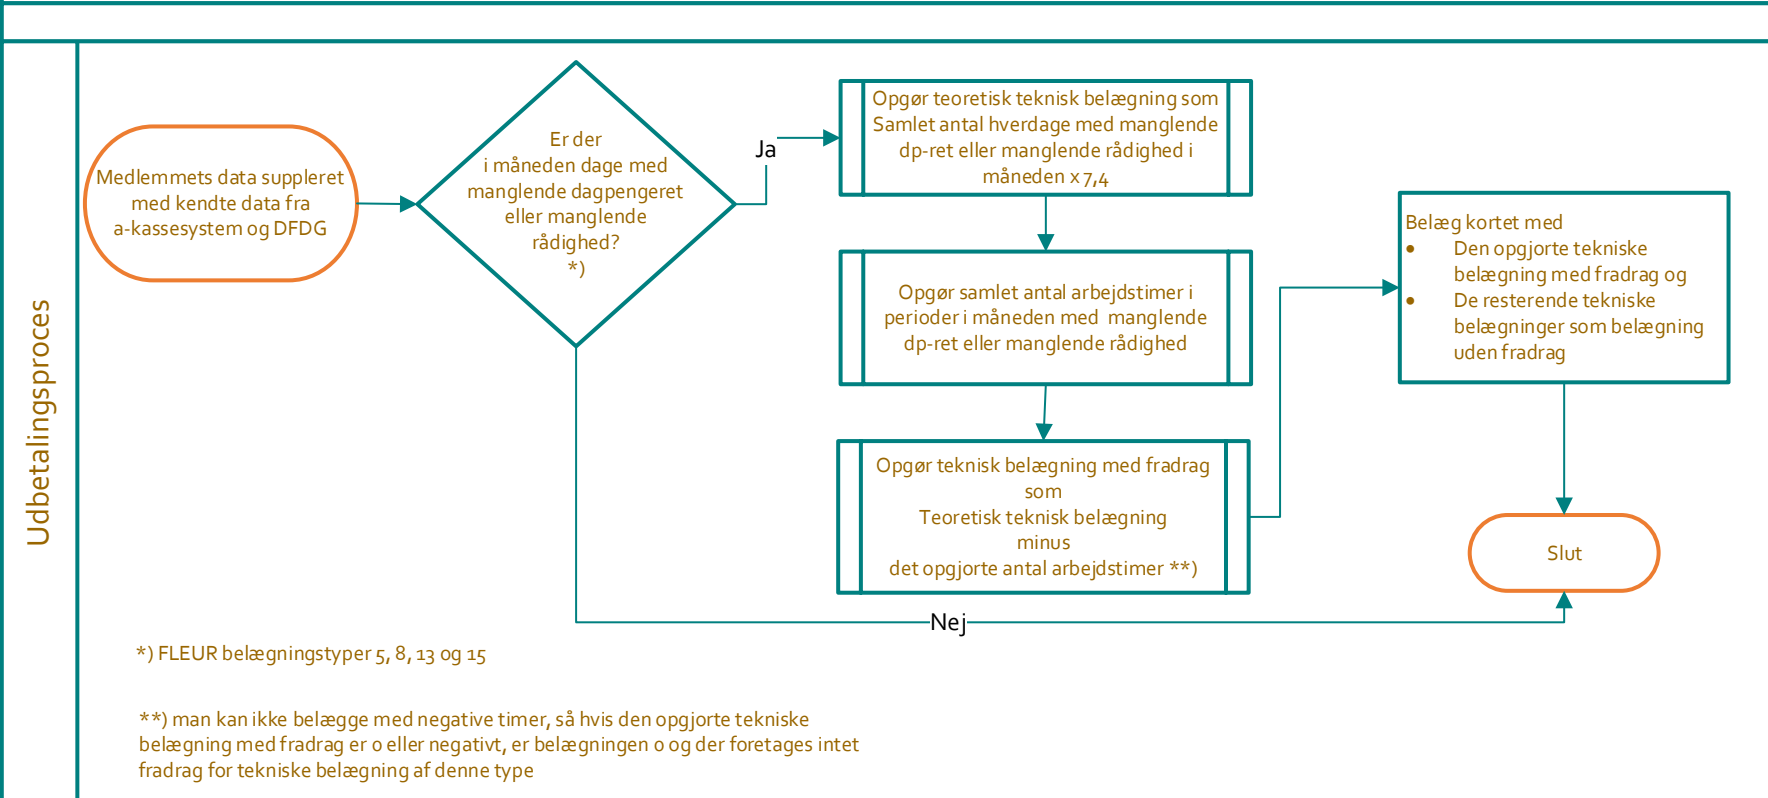 Udbetalingsproces
Medlemmets data suppleret
med kendte data fra
a-kassesystem og DFDG
Er der
i måneden dage med
manglende dagpengeret
eller manglende
rådighed?
*)
Ja
Opgør teoretisk teknisk belægning som
Samlet antal hverdage med manglende
dp-ret eller manglende rådighed i
måneden x 7,4
Opgør samlet antal arbejdstimer i
perioder i måneden med manglende
dp-ret eller manglende rådighed
Opgør teknisk belægning med fradrag
som
Teoretisk teknisk belægning
minus
det opgjorte antal arbejdstimer **)
Belæg kortet med
• Den opgjorte tekniske
belægning med fradrag og
• De resterende tekniske
belægninger som belægning
uden fradrag
Slut
Nej
*) FLEUR belægningstyper 5, 8, 13 og 15
**) man kan ikke belægge med negative timer, så hvis den opgjorte tekniske
belægning med fradrag er 0 eller negativt, er belægningen 0 og der foretages intet
fradrag for tekniske belægning af denne type